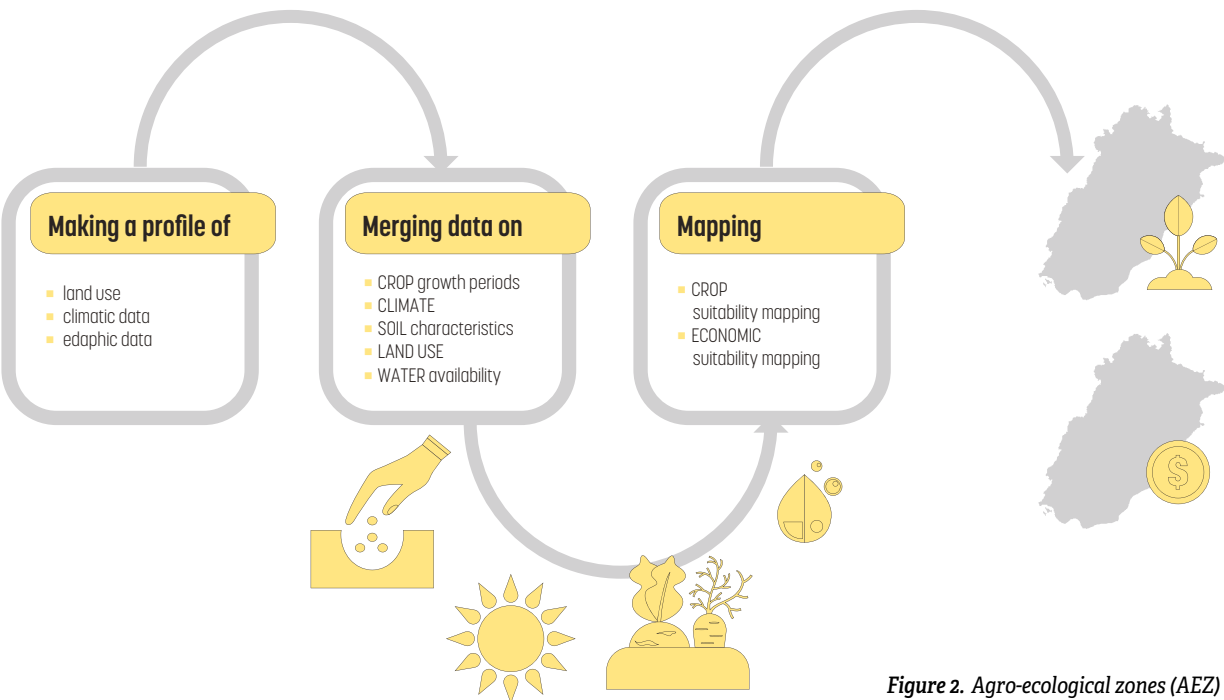 Making a profile of
▪ land use
▪ climatic data
▪ edaphic data
Merging data on
▪ CROP growth periods
▪ CLIMATE
▪ SOIL characteristics
▪ LAND USE
▪ WATER availability
Mapping
▪ CROP
suitability mapping
▪ ECONOMIC
suitability mapping
$
Figure 2. Agro-ecological zones (AEZ)